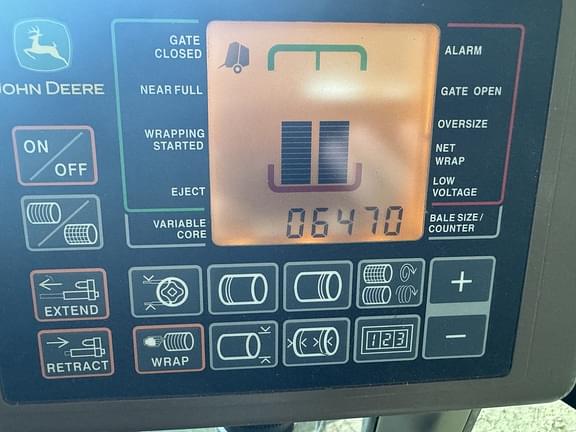 JOHN DEERE
GATE
CLOSED
NEAR FULL
WRAPPING
STARTED
EJECT
VARIABLE
CORE
06470
ALARM
GATE OPEN
OVERSIZE
NET
WRAP
LOW
VOLTAGE
BALE SIZE /
COUNTER
ON
OFF
EXTEND
RETRACT
WRAP
123
+
−